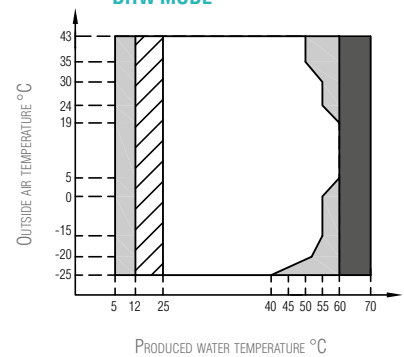 DHW MODE
43
35
30
24
19
5
0
-15
-20
-25
OUTSIDE AIR TEMPERATURE °C
5 12 25 40 45 50 55 60 70
PRODUCED WATER TEMPERATURE °C